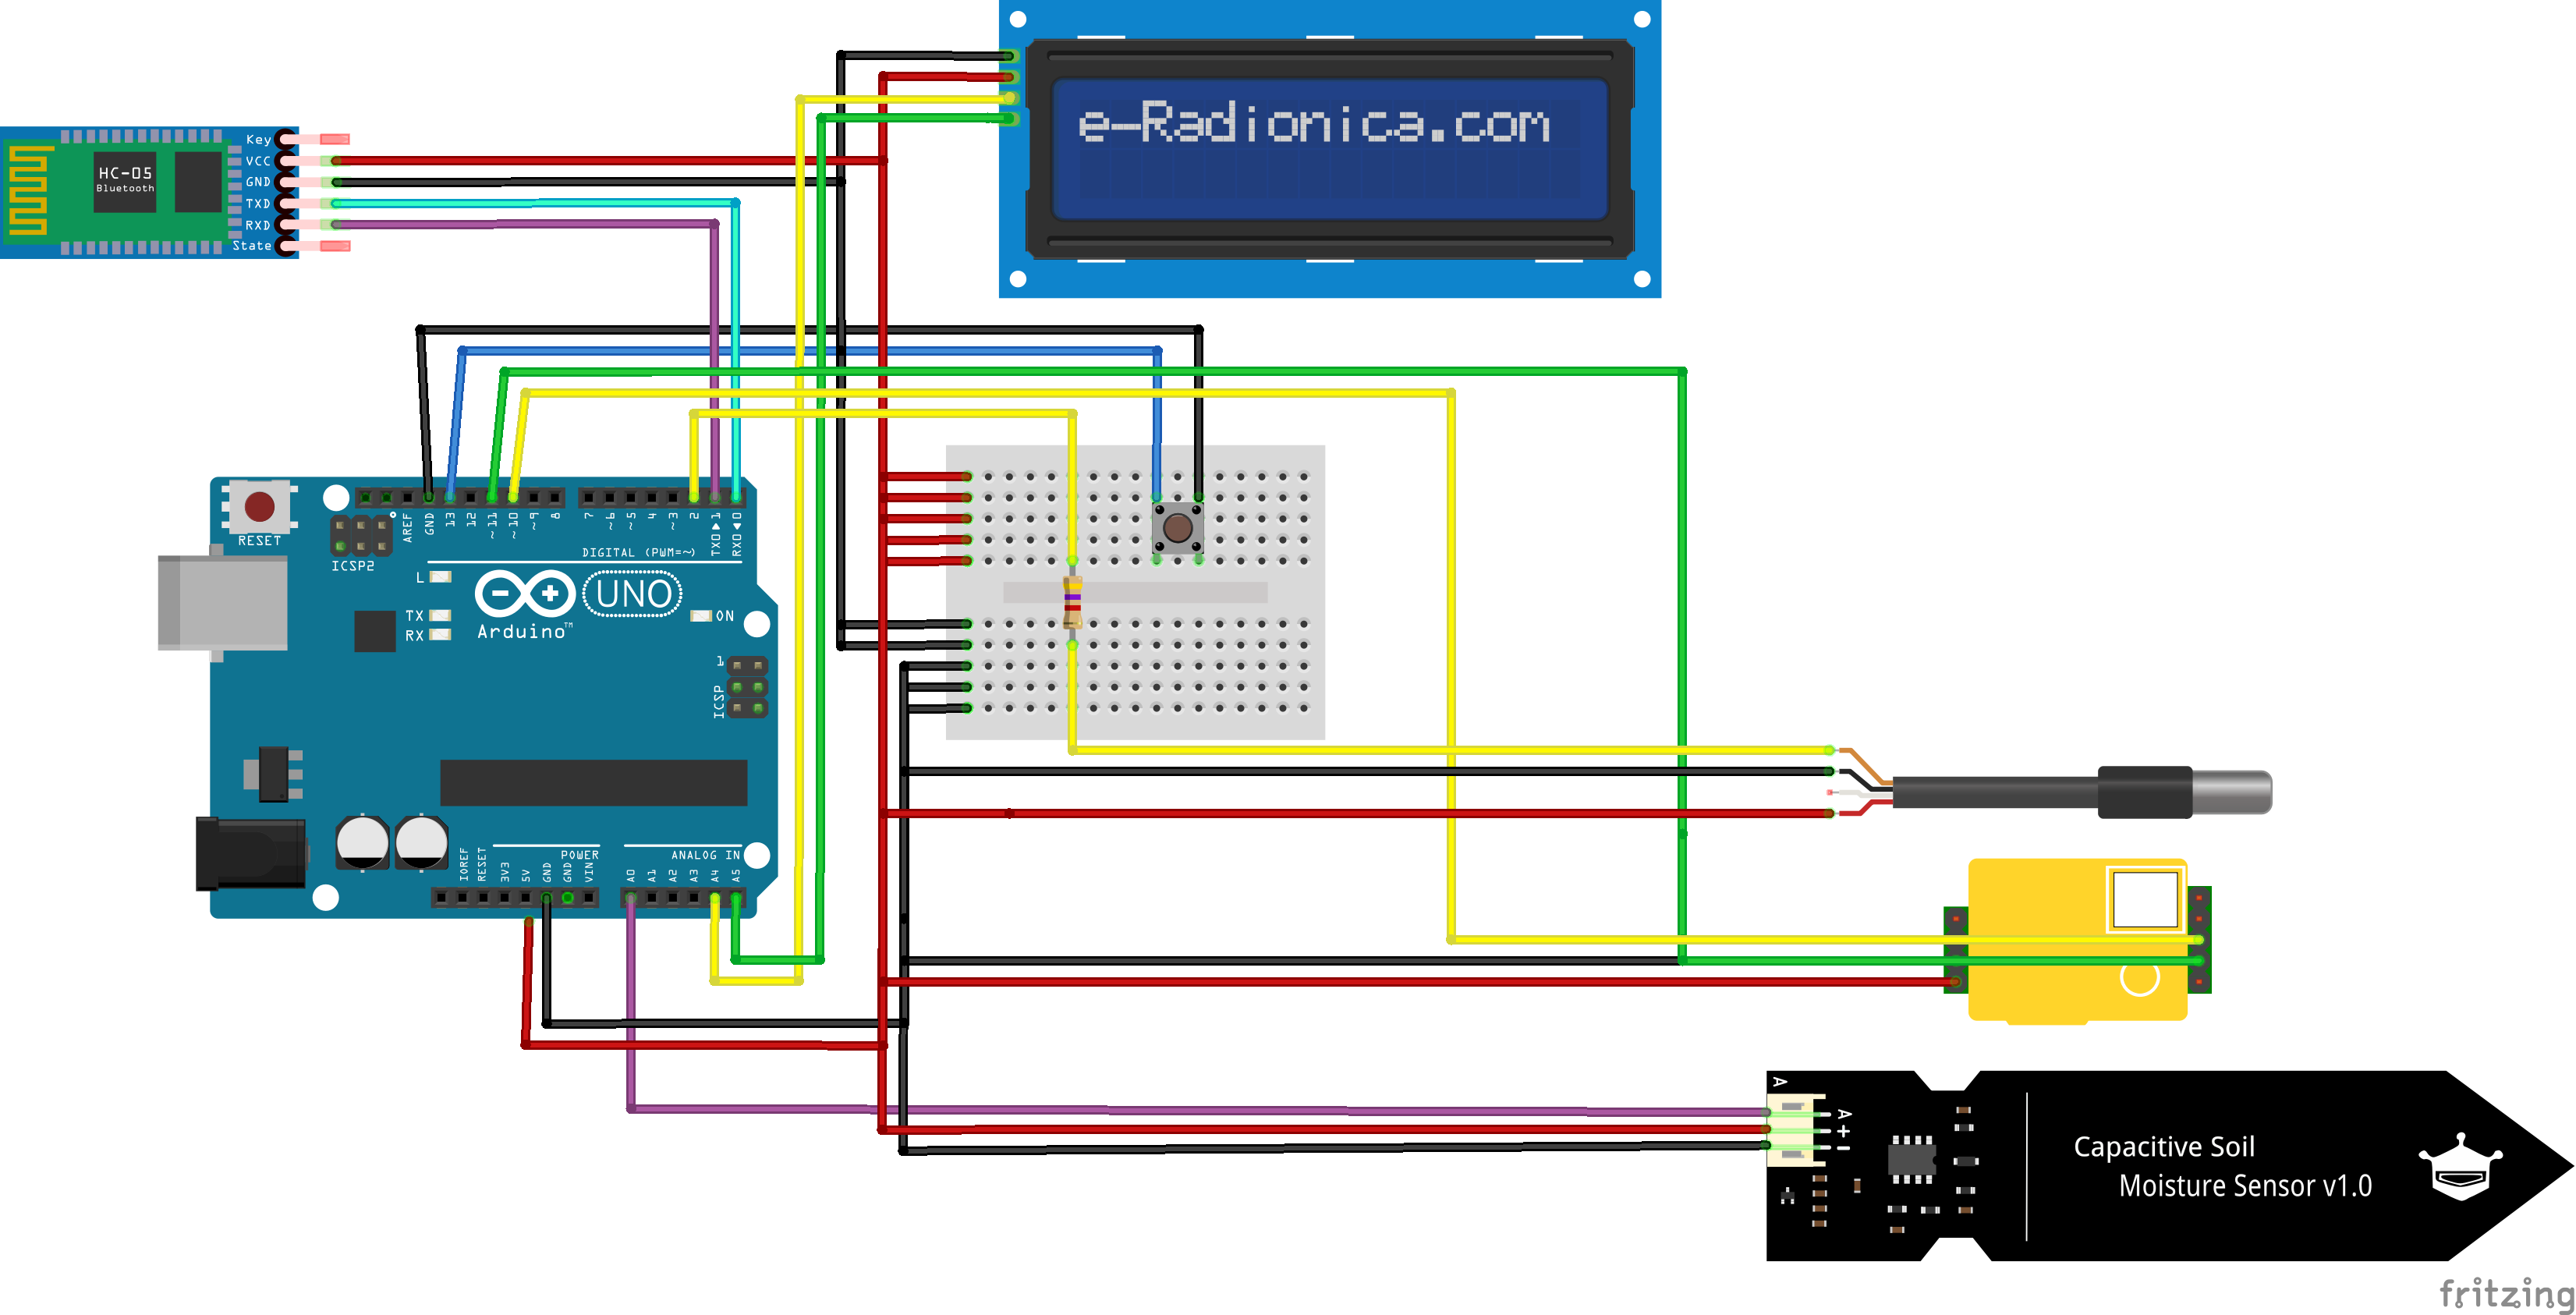 e-Radionica.com
Key
VCC
GND
TXD
RXD
State
HC-05
Bluetooth
RESET
ICSP2
AREF
GND
13
12
~11
~10
~9
8
7
~6
~5
4
~3
2
TX0▶1
RX0◀0
DIGITAL (PWM=~)
L
TX
RX
Arduino™
UNO
ON
1
ICSP
IOREF
RESET
3V3
5V
GND
GND
VIN
POWER
A0
A1
A2
A3
A4
A5
ANALOG IN
A
A
+
-
Capacitive Soil
Moisture Sensor v1.0
fritzing